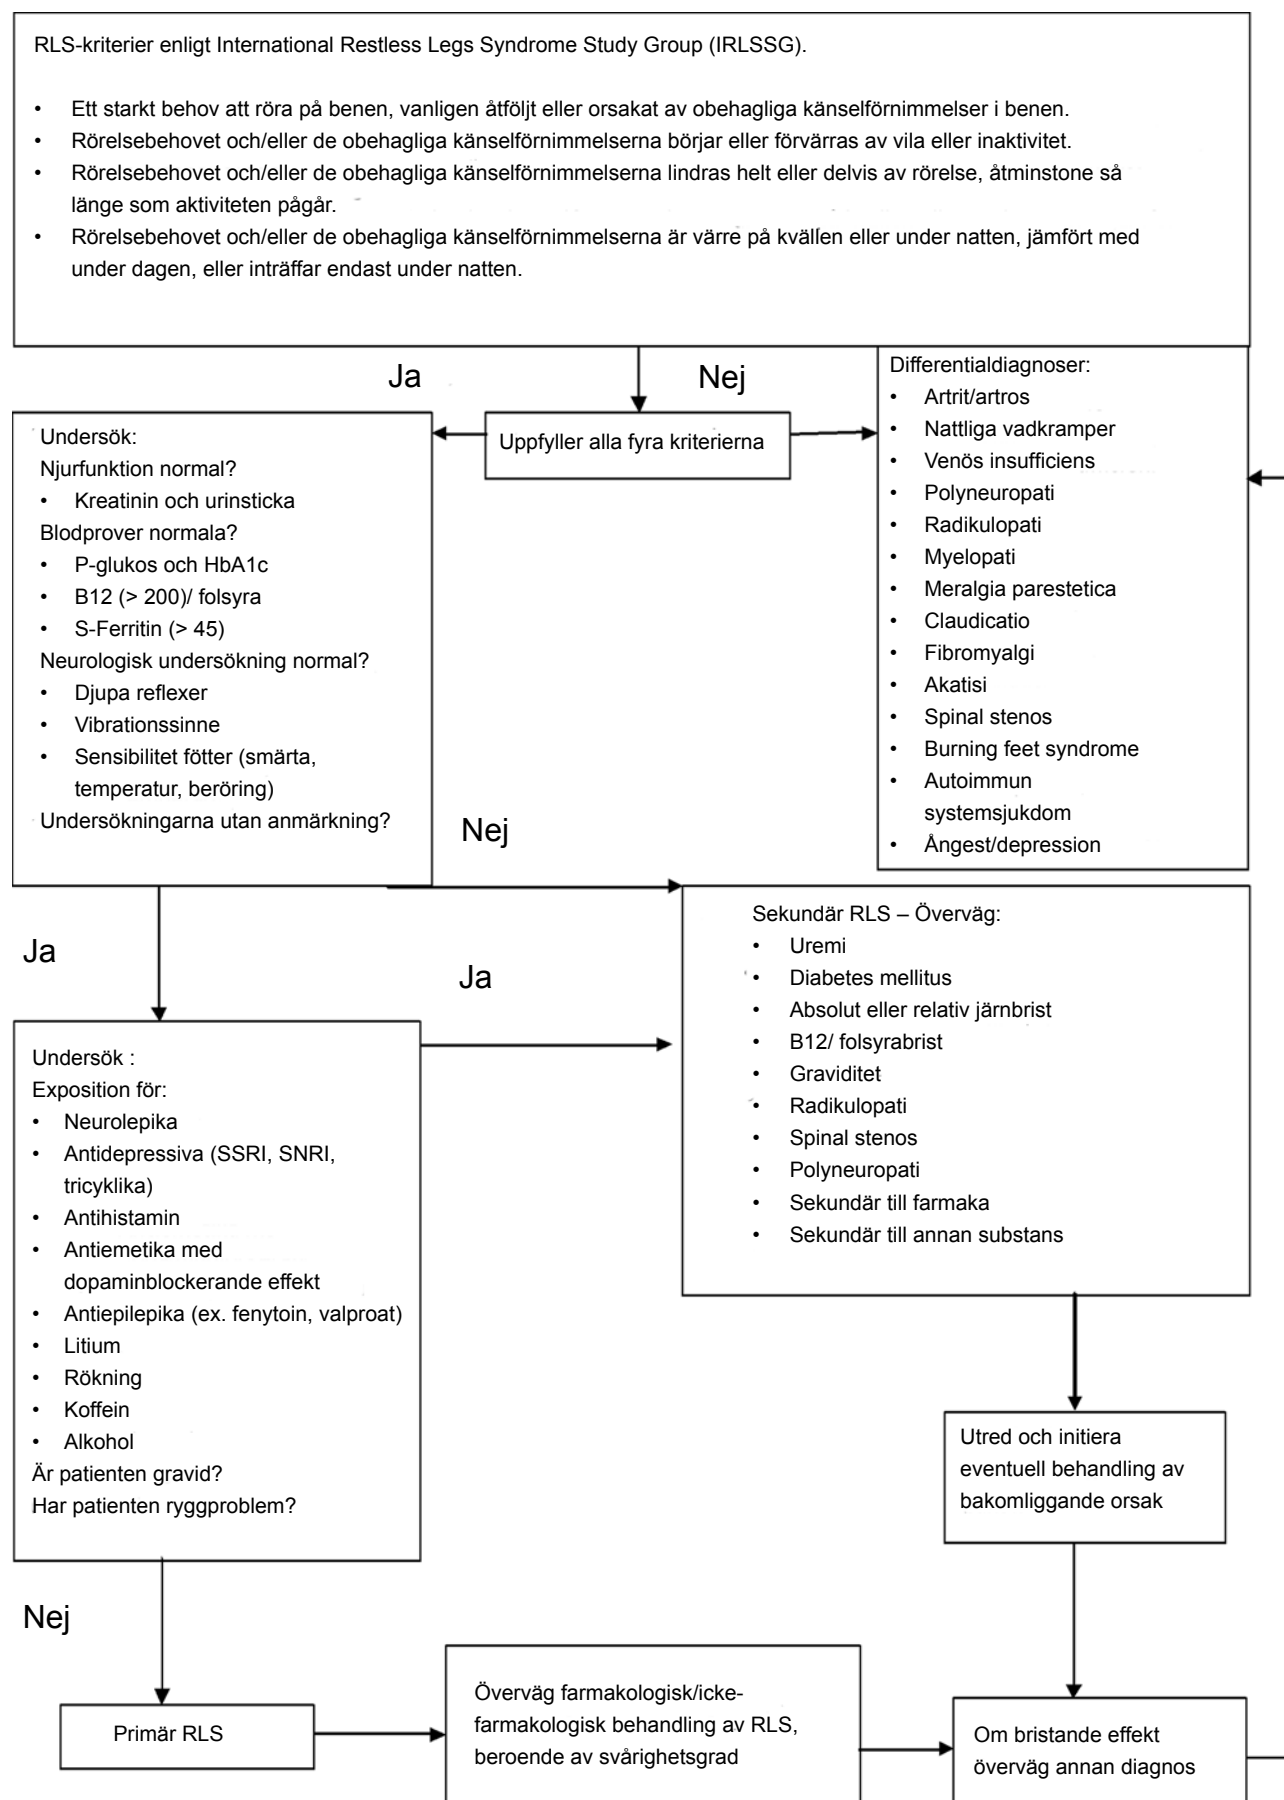 RLS-kriterier enligt International Restless Legs Syndrome Study Group (IRLSSG).
• Ett starkt behov att röra på benen, vanligen åtföljt eller orsakat av obehagliga känselförnimmelser i benen.
• Rörelsebehovet och/eller de obehagliga känselförnimmelserna börjar eller förvärras av vila eller inaktivitet.
• Rörelsebehovet och/eller de obehagliga känselförnimmelserna lindras helt eller delvis av rörelse, åtminstone så
länge som aktiviteten pågår.
• Rörelsebehovet och/eller de obehagliga känselförnimmelserna är värre på kvällen eller under natten, jämfört med
under dagen, eller inträffar endast under natten.
Ja
Nej
Uppfyller alla fyra kriterierna
Undersök:
Njurfunktion normal?
• Kreatinin och urinsticka
Blodprover normala?
• P-glukos och HbA1c
• B12 (> 200)/ folsyra
• S-Ferritin (> 45)
Neurologisk undersökning normal?
• Djupa reflexer
• Vibrationssinne
• Sensibilitet fötter (smärta,
temperatur, beröring)
Undersökningarna utan anmärkning?
Differentialdiagnoser:
• Artrit/artros
• Nattliga vadkramper
• Venös insufficiens
• Polyneuropati
• Radikulopati
• Myelopati
• Meralgia parestetica
• Claudicatio
• Fibromyalgi
• Akatisi
• Spinal stenos
• Burning feet syndrome
• Autoimmun
systemsjukdom
• Ångest/depression
Nej
Ja
Ja
Sekundär RLS – Överväg:
• Uremi
• Diabetes mellitus
• Absolut eller relativ järnbrist
• B12/ folsyrabrist
• Graviditet
• Radikulopati
• Spinal stenos
• Polyneuropati
• Sekundär till farmaka
• Sekundär till annan substans
Undersök :
Exposition för:
• Neurolepika
• Antidepressiva (SSRI, SNRI,
tricyklika)
• Antihistamin
• Antiemetika med
dopaminblockerande effekt
• Antiepilepika (ex. fenytoin, valproat)
• Litium
• Rökning
• Koffein
• Alkohol
Är patienten gravid?
Har patienten ryggproblem?
Utred och initiera
eventuell behandling av
bakomliggande orsak
Nej
Primär RLS
Överväg farmakologisk/icke-
farmakologisk behandling av RLS,
beroende av svårighetsgrad
Om bristande effekt
överväg annan diagnos